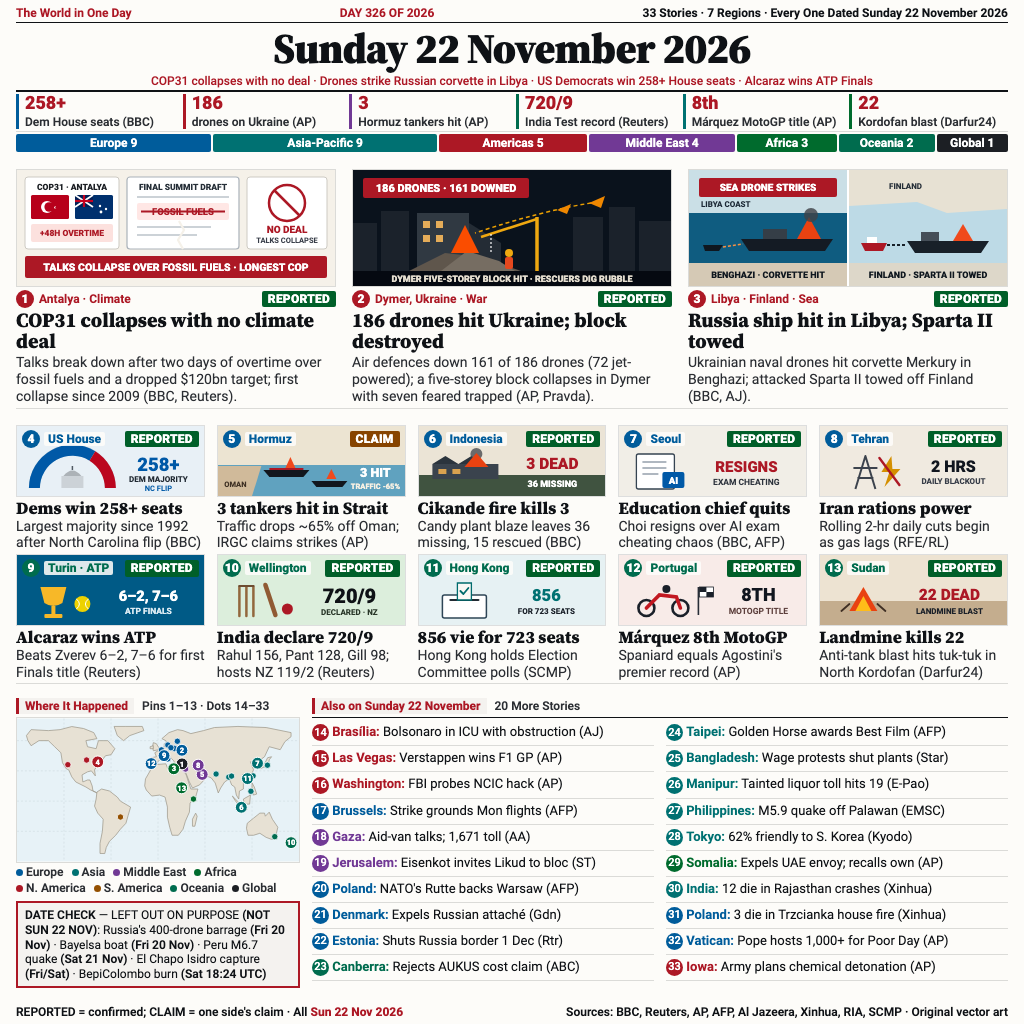 The World in One Day
DAY 326 OF 2026
33 Stories · 7 Regions · Every One Dated Sunday 22 November 2026
Sunday 22 November 2026
COP31 collapses with no deal · Drones strike Russian corvette in Libya · US Democrats win 258+ House seats · Alcaraz wins ATP Finals
258+
Dem House seats (BBC)
186
drones on Ukraine (AP)
3
Hormuz tankers hit (AP)
720/9
India Test record (Reuters)
8th
Márquez MotoGP title (AP)
22
Kordofan blast (Darfur24)
Europe 9
Asia-Pacific 9
Americas 5
Middle East 4
Africa 3
Oceania 2
Global 1
COP31 · ANTALYA
+48H OVERTIME
FINAL SUMMIT DRAFT
FOSSIL FUELS
NO DEAL
TALKS COLLAPSE
TALKS COLLAPSE OVER FOSSIL FUELS · LONGEST COP
1 Antalya · Climate
REPORTED
COP31 collapses with no climate
deal
Talks break down after two days of overtime over
fossil fuels and a dropped $120bn target; first
collapse since 2009 (BBC, Reuters).
186 DRONES · 161 DOWNED
DYMER FIVE-STOREY BLOCK HIT · RESCUERS DIG RUBBLE
2 Dymer, Ukraine · War
REPORTED
186 drones hit Ukraine; block
destroyed
Air defences down 161 of 186 drones (72 jet-
powered); a five-storey block collapses in Dymer
with seven feared trapped (AP, Pravda).
SEA DRONE STRIKES
LIBYA COAST
BENGHAZI · CORVETTE HIT
FINLAND
FINLAND · SPARTA II TOWED
3 Libya · Finland · Sea
REPORTED
Russia ship hit in Libya; Sparta II
towed
Ukrainian naval drones hit corvette Merkury in
Benghazi; attacked Sparta II towed off Finland
(BBC, AJ).
4 US House
REPORTED
258+
DEM MAJORITY
NC FLIP
Dems win 258+ seats
Largest majority since 1992
after North Carolina flip (BBC)
5 Hormuz
CLAIM
OMAN
3 HIT
TRAFFIC -65%
3 tankers hit in Strait
Traffic drops ~65% off Oman;
IRGC claims strikes (AP)
6 Indonesia
REPORTED
3 DEAD
36 MISSING
Cikande fire kills 3
Candy plant blaze leaves 36
missing, 15 rescued (BBC)
7 Seoul
REPORTED
AI
RESIGNS
EXAM CHEATING
Education chief quits
Choi resigns over AI exam
cheating chaos (BBC, AFP)
8 Tehran
REPORTED
2 HRS
DAILY BLACKOUT
Iran rations power
Rolling 2-hr daily cuts begin
as gas lags (RFE/RL)
9 Turin · ATP
REPORTED
6–2, 7–6
ATP FINALS
Alcaraz wins ATP
Beats Zverev 6–2, 7–6 for first
Finals title (Reuters)
10 Wellington
REPORTED
720/9
DECLARED · NZ
India declare 720/9
Rahul 156, Pant 128, Gill 98;
hosts NZ 119/2 (Reuters)
11 Hong Kong
REPORTED
856
FOR 723 SEATS
856 vie for 723 seats
Hong Kong holds Election
Committee polls (SCMP)
12 Portugal
REPORTED
8TH
MOTOGP TITLE
Márquez 8th MotoGP
Spaniard equals Agostini's
premier record (AP)
13 Sudan
REPORTED
22 DEAD
LANDMINE BLAST
Landmine kills 22
Anti-tank blast hits tuk-tuk in
North Kordofan (Darfur24)
Where It Happened
Pins 1–13 · Dots 14–33
4
12
9
2
1
3
8
5
13
7
11
6
10
Europe
Asia
Middle East
Africa
N. America
S. America
Oceania
Global
DATE CHECK — LEFT OUT ON PURPOSE (NOT
SUN 22 NOV): Russia's 400-drone barrage (Fri 20
Nov) · Bayelsa boat (Fri 20 Nov) · Peru M6.7
quake (Sat 21 Nov) · El Chapo Isidro capture
(Fri/Sat) · BepiColombo burn (Sat 18:24 UTC)
Also on Sunday 22 November
20 More Stories
14 Brasília: Bolsonaro in ICU with obstruction (AJ)
15 Las Vegas: Verstappen wins F1 GP (AP)
16 Washington: FBI probes NCIC hack (AP)
17 Brussels: Strike grounds Mon flights (AFP)
18 Gaza: Aid-van talks; 1,671 toll (AA)
19 Jerusalem: Eisenkot invites Likud to bloc (ST)
20 Poland: NATO's Rutte backs Warsaw (AFP)
21 Denmark: Expels Russian attaché (Gdn)
22 Estonia: Shuts Russia border 1 Dec (Rtr)
23 Canberra: Rejects AUKUS cost claim (ABC)
24 Taipei: Golden Horse awards Best Film (AFP)
25 Bangladesh: Wage protests shut plants (Star)
26 Manipur: Tainted liquor toll hits 19 (E-Pao)
27 Philippines: M5.9 quake off Palawan (EMSC)
28 Tokyo: 62% friendly to S. Korea (Kyodo)
29 Somalia: Expels UAE envoy; recalls own (AP)
30 India: 12 die in Rajasthan crashes (Xinhua)
31 Poland: 3 die in Trzcianka house fire (Xinhua)
32 Vatican: Pope hosts 1,000+ for Poor Day (AP)
33 Iowa: Army plans chemical detonation (AP)
REPORTED = confirmed; CLAIM = one side's claim · All Sun 22 Nov 2026
Sources: BBC, Reuters, AP, AFP, Al Jazeera, Xinhua, RIA, SCMP · Original vector art